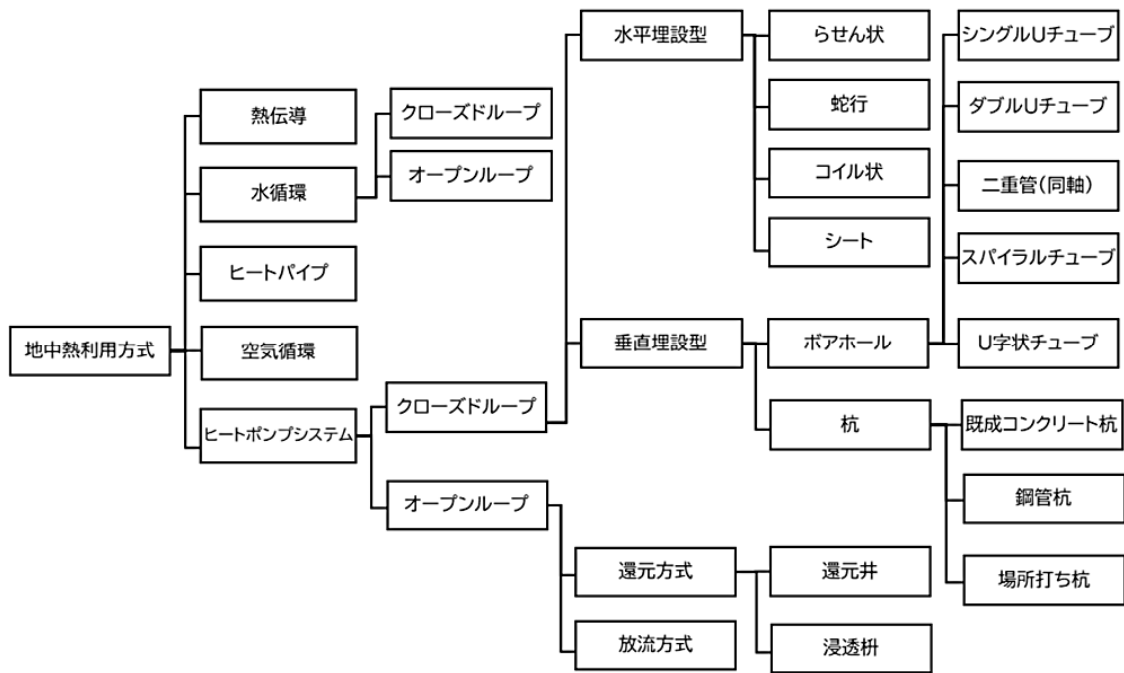 地中熱利用方式
熱伝導
水循環
クローズドループ
オープンループ
ヒートパイプ
空気循環
ヒートポンプシステム
クローズドループ
水平埋設型
らせん状
蛇行
コイル状
シート
垂直埋設型
ボアホール
シングルUチューブ
ダブルUチューブ
二重管(同軸)
スパイラルチューブ
U字状チューブ
杭
既成コンクリート杭
鋼管杭
場所打ち杭
オープンループ
還元方式
還元井
浸透枡
放流方式